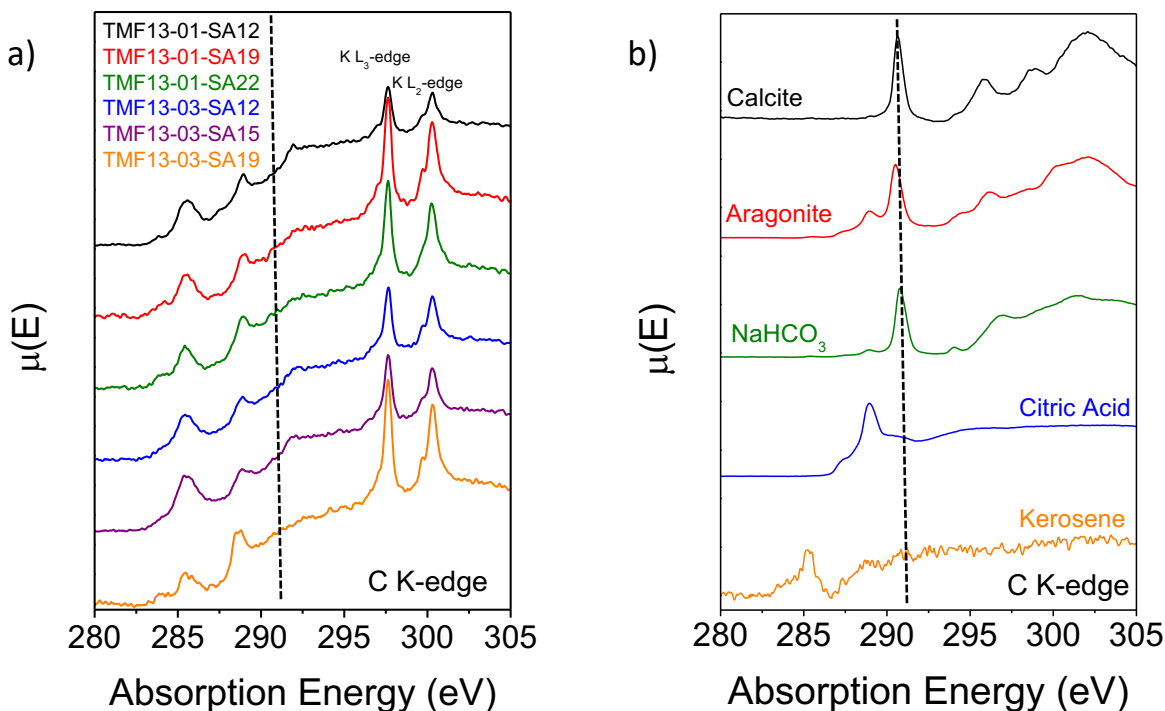 a)
TMF13-01-SA12
TMF13-01-SA19
TMF13-01-SA22
TMF13-03-SA12
TMF13-03-SA15
TMF13-03-SA19
K L₃-edge
K L₂-edge
C K-edge
μ(E)
280 285 290 295 300 305
Absorption Energy (eV)
b)
Calcite
Aragonite
NaHCO₃
Citric Acid
Kerosene
C K-edge
μ(E)
280 285 290 295 300 305
Absorption Energy (eV)